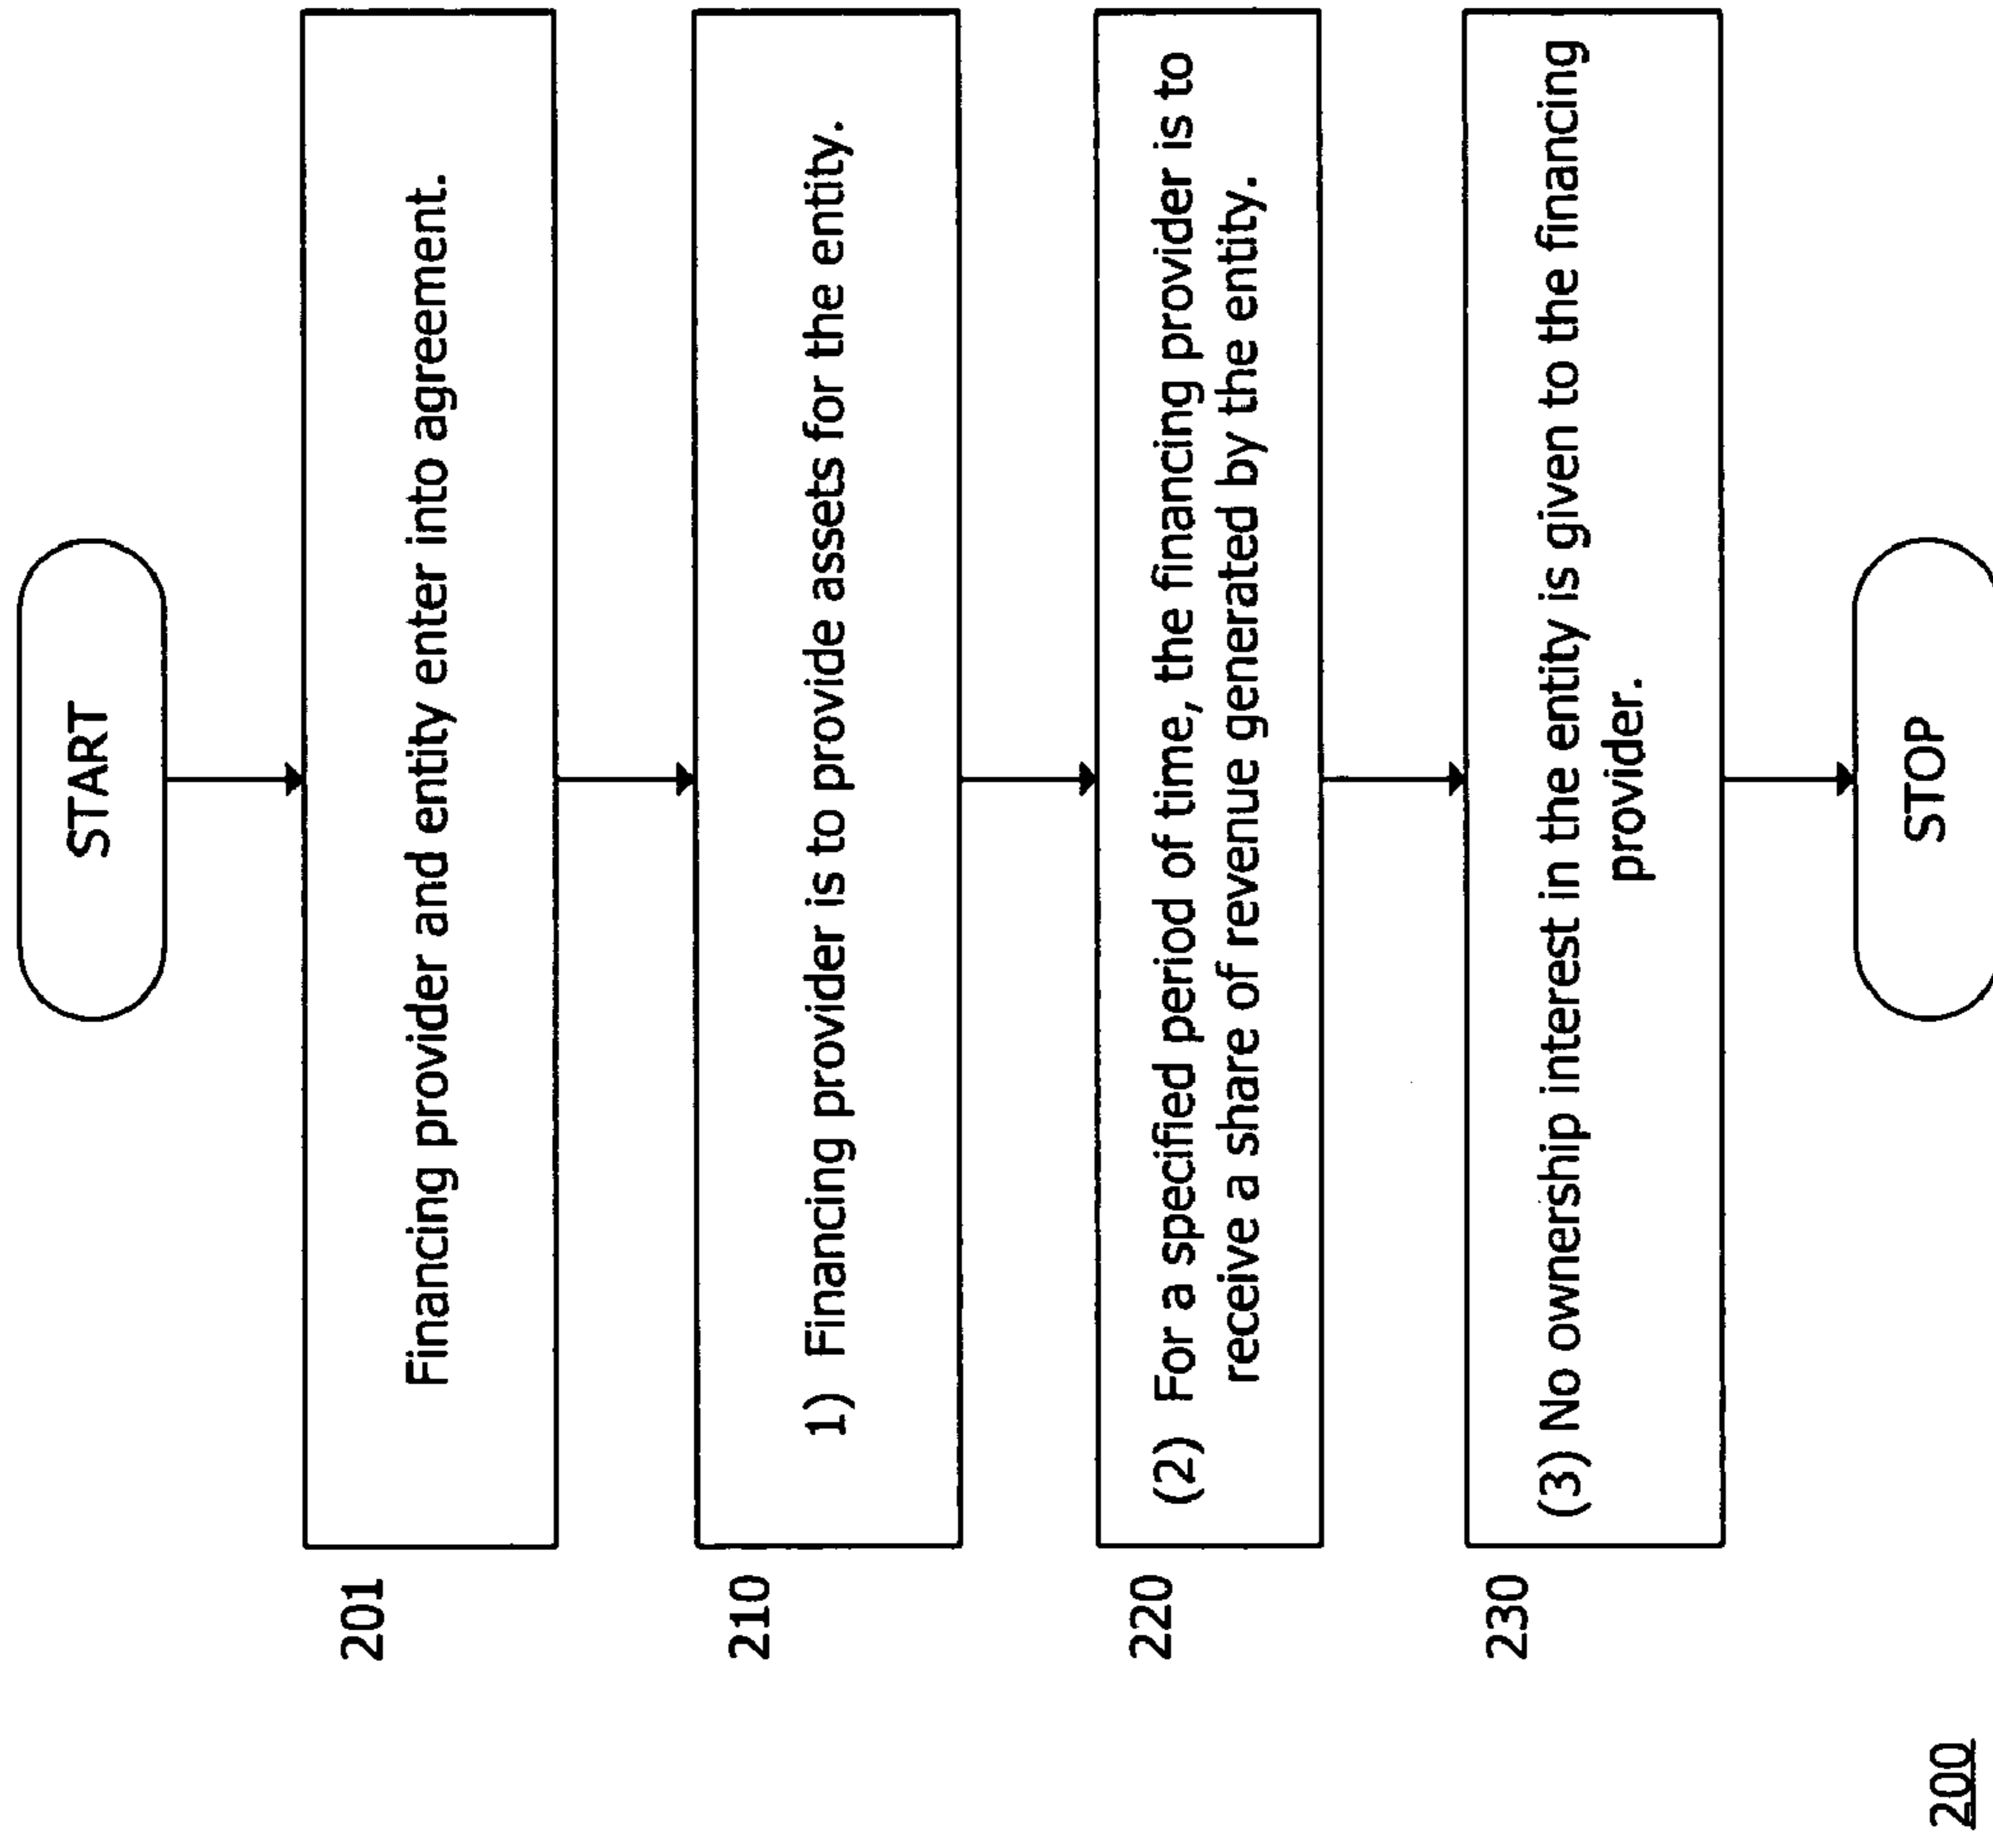 START
201
Financing provider and entity enter into agreement.
210
1) Financing provider is to provide assets for the entity.
220
(2) For a specified period of time, the financing provider is to
receive a share of revenue generated by the entity.
230
(3) No ownership interest in the entity is given to the financing
provider.
STOP
200